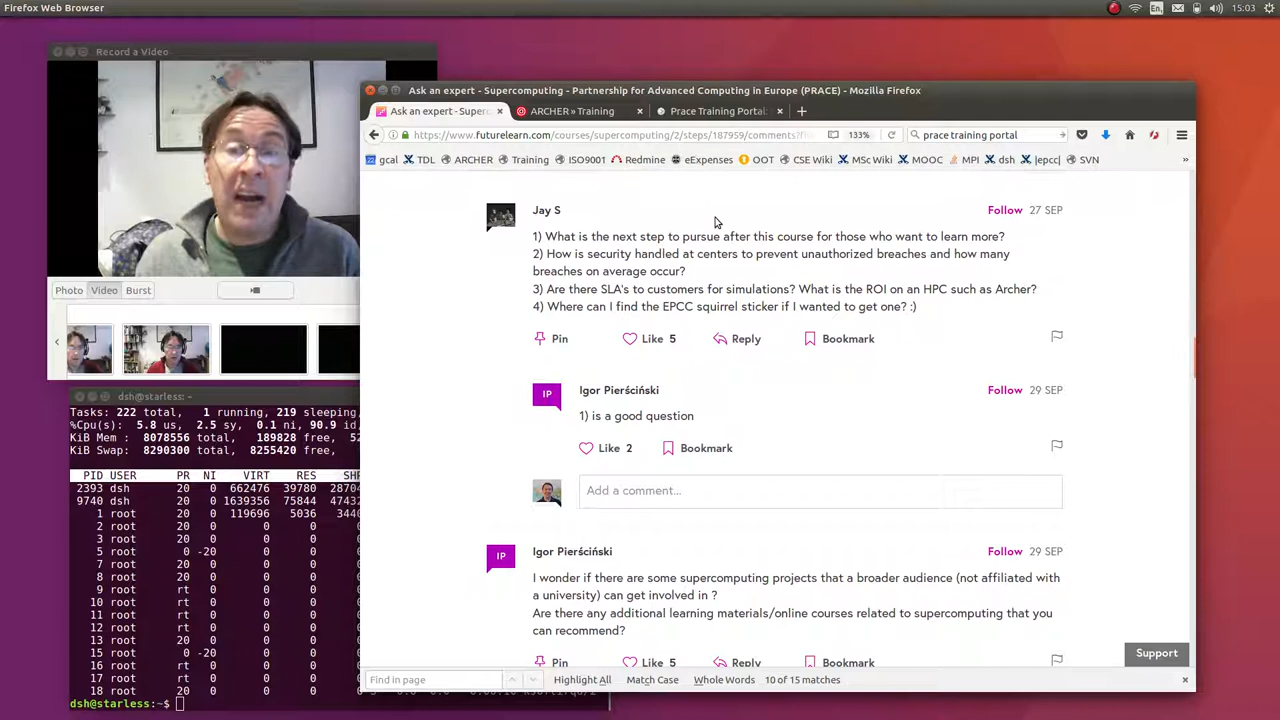 Firefox Web Browser
En
15:03
Record a Video
Photo
Video
Burst
dsh@starless: ~
Tasks: 222 total, 1 running, 219 sleeping,
%Cpu(s): 5.8 us, 2.5 sy, 0.1 ni, 90.9 id,
KiB Mem : 8078556 total, 189828 free, 52
KiB Swap: 8290300 total, 8255420 free,
PID USER PR NI VIRT RES SHR
2393 dsh 20 0 662476 39780 28704
9740 dsh 20 0 1639356 75844 47432
1 root 20 0 119696 5036 3440
2 root 20 0 0 0 0
3 root 20 0 0 0 0
5 root 0 -20 0 0 0
7 root 20 0 0 0 0
8 root 20 0 0 0 0
9 root rt 0 0 0 0
10 root rt 0 0 0 0
11 root rt 0 0 0 0
12 root rt 0 0 0 0
13 root 20 0 0 0 0
15 root 0 -20 0 0 0
16 root rt 0 0 0 0
17 root rt 0 0 0 0
18 root 20 0 0 0
dsh@starless:~$
Ask an expert - Supercomputing - Partnership for Advanced Computing in Europe (PRACE) - Mozilla Firefox
Ask an expert - Superc
ARCHER » Training
Prace Training Portal:
https://www.futurelearn.com/courses/supercomputing/2/steps/187959/comments?fi
133%
prace training portal
gcal TDL ARCHER Training ISO9001 Redmine eExpenses OOT CSE Wiki MSc Wiki MOOC MPI dsh |epcc| SVN »
Jay S
Follow 27 SEP
1) What is the next step to pursue after this course for those who want to learn more?
2) How is security handled at centers to prevent unauthorized breaches and how many
breaches on average occur?
3) Are there SLA's to customers for simulations? What is the ROI on an HPC such as Archer?
4) Where can I find the EPCC squirrel sticker if I wanted to get one? :)
Pin Like 5 Reply Bookmark
IP
Igor Pierściński
Follow 29 SEP
1) is a good question
Like 2 Bookmark
Add a comment...
IP
Igor Pierściński
Follow 29 SEP
I wonder if there are some supercomputing projects that a broader audience (not affiliated with
a university) can get involved in ?
Are there any additional learning materials/online courses related to supercomputing that you
can recommend?
Pin Like 5 Reply Bookmark
Support
Find in page
Highlight All Match Case Whole Words 10 of 15 matches